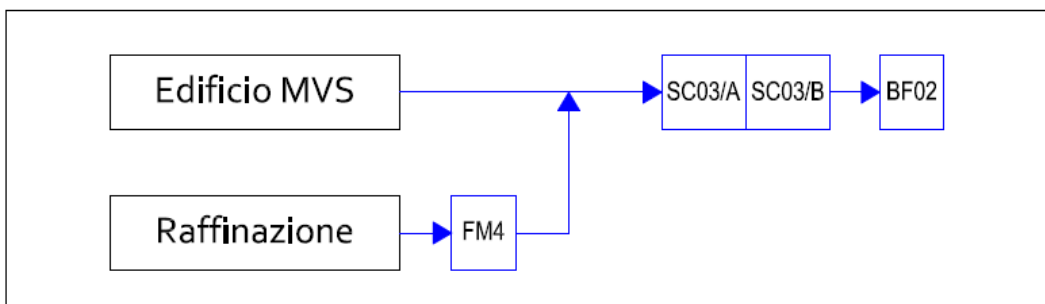 Edificio MVS
SC03/A
SC03/B
BF02
Raffinazione
FM4